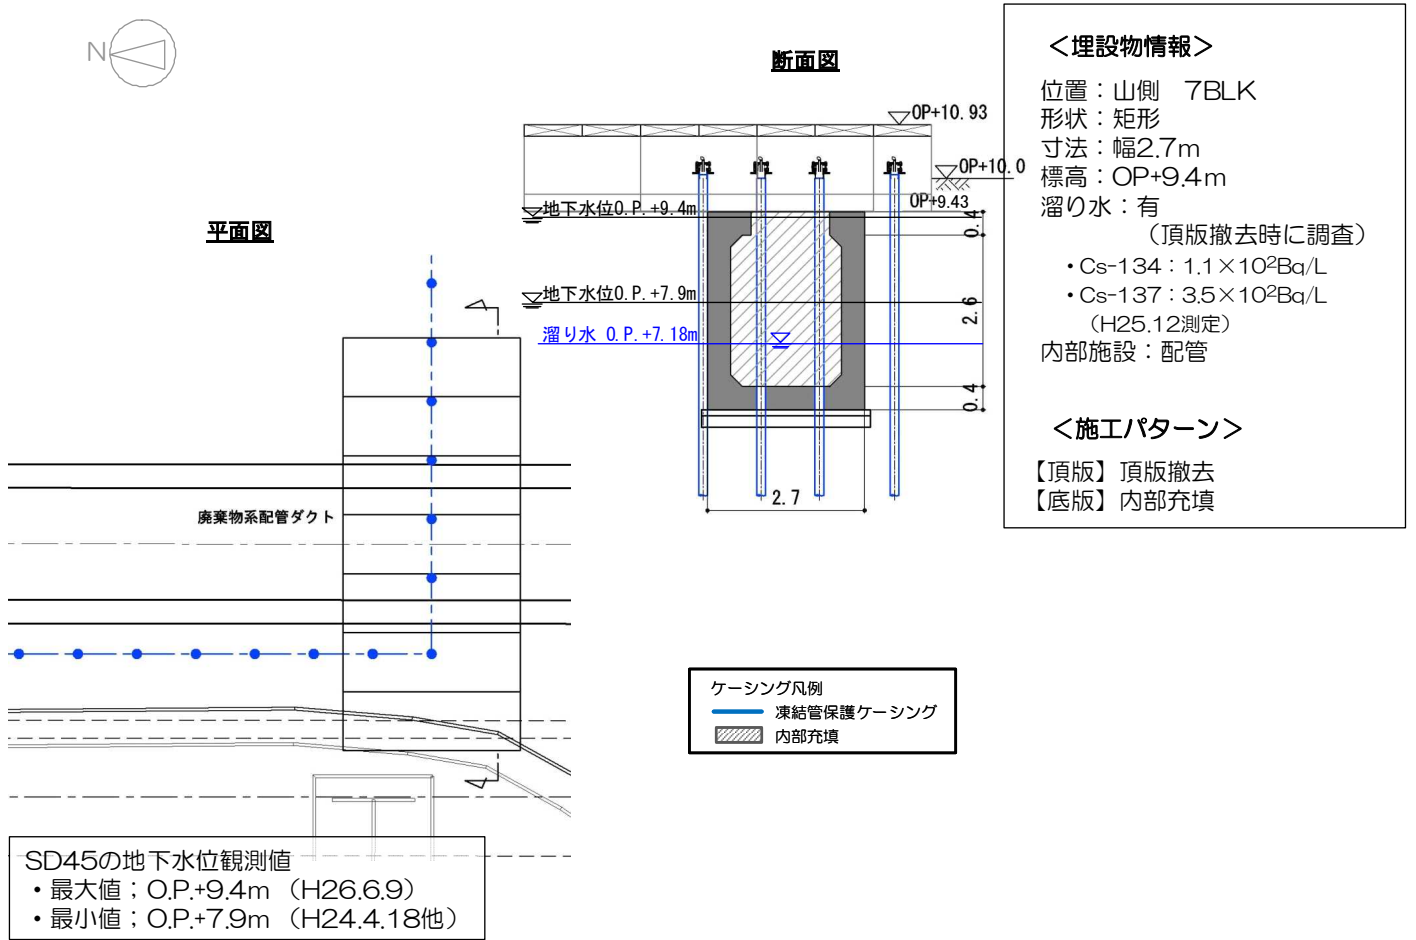 N
断面図
OP+10.93
OP+10.0
OP+9.43
地下水位O.P.+9.4m
0.4
地下水位O.P.+7.9m
2.6
溜り水 O.P.+7.18m
0.4
2.7
平面図
廃棄物系配管ダクト
SD45の地下水位観測値
・最大値；O.P.+9.4m （H26.6.9）
・最小値；O.P.+7.9m （H24.4.18他）
ケーシング凡例
凍結管保護ケーシング
内部充填
＜埋設物情報＞
位置：山側　7BLK
形状：矩形
寸法：幅2.7m
標高：OP+9.4m
溜り水：有
（頂版撤去時に調査）
・Cs-134：1.1×10²Bq/L
・Cs-137：3.5×10²Bq/L
（H25.12測定）
内部施設：配管
＜施工パターン＞
【頂版】頂版撤去
【底版】内部充填